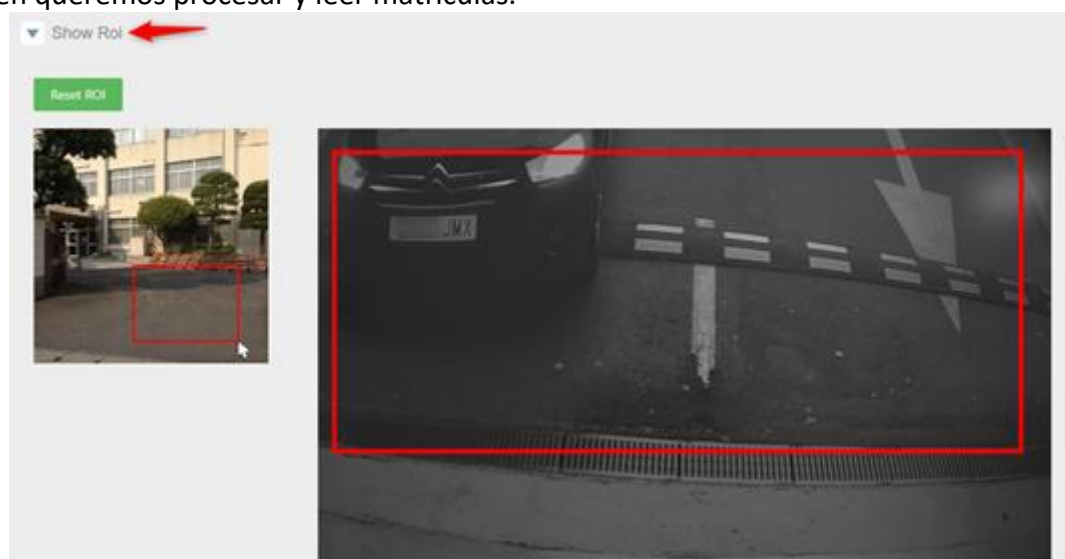 en queremos procesar y leer matrículas.
Show RoI
Reset ROI
JMX